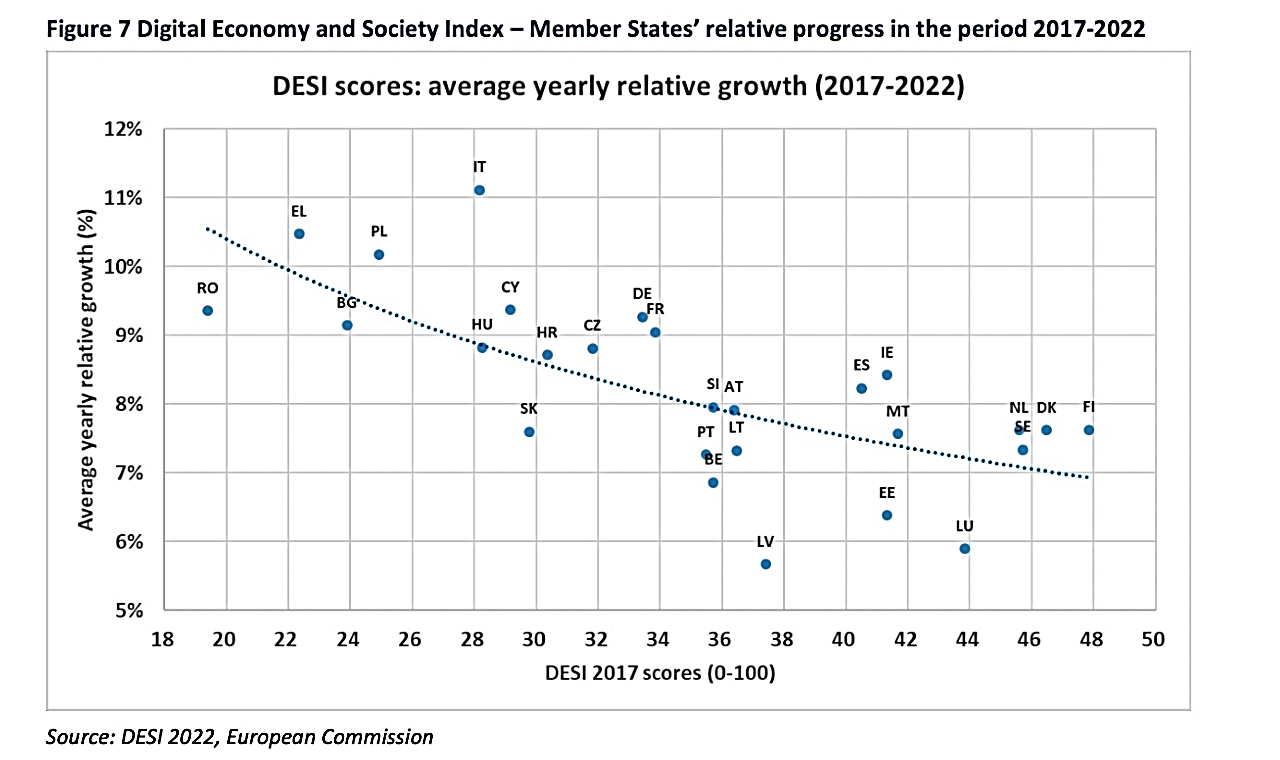 Figure 7 Digital Economy and Society Index – Member States’ relative progress in the period 2017-2022
DESI scores: average yearly relative growth (2017-2022)
12%
11%
10%
9%
8%
7%
6%
5%
Average yearly relative growth (%)
IT
EL
PL
RO
BG
CY
DE
FR
HU
HR
CZ
IE
ES
SI
AT
SK
MT
NL
DK
FI
SE
PT
LT
BE
EE
LU
LV
18
20
22
24
26
28
30
32
34
36
38
40
42
44
46
48
50
DESI 2017 scores (0-100)
Source: DESI 2022, European Commission